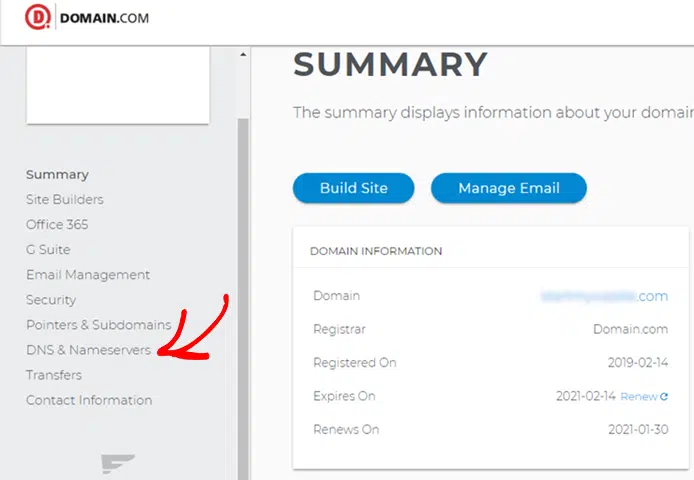 DOMAIN.COM
Summary
Site Builders
Office 365
G Suite
Email Management
Security
Pointers & Subdomains
DNS & Nameservers
Transfers
Contact Information
SUMMARY
The summary displays information about your domain
Build Site Manage Email
DOMAIN INFORMATION
Domain .com
Registrar Domain.com
Registered On 2019-02-14
Expires On 2021-02-14 Renew
Renews On 2021-01-30